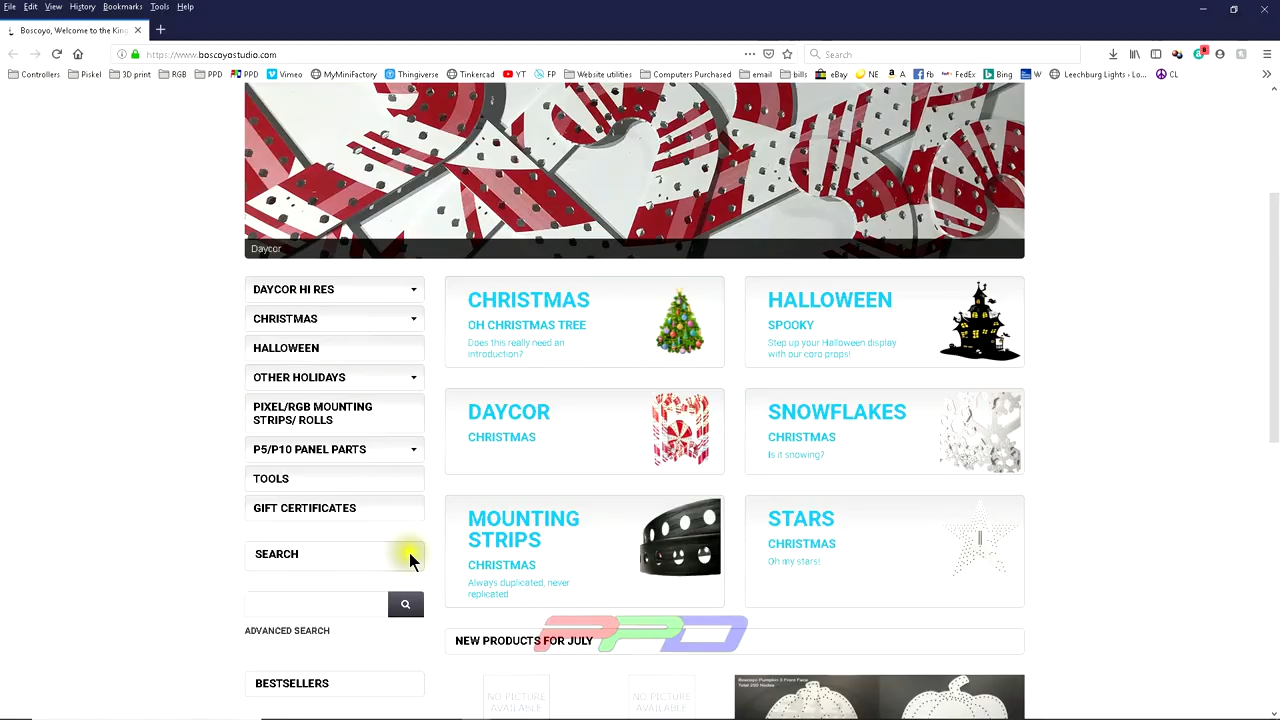 File Edit View History Bookmarks Tools Help
Boscoyo, Welcome to the King
https://www.boscoyostudio.com
Search
Controllers Piskel 3D print RGB PPD PPD Vimeo MyMiniFactory Thingiverse Tinkercad YT FP Website utilities Computers Purchased email bills eBay NE A fb FedEx Bing W Leechburg Lights › Lo... CL
Daycor
DAYCOR HI RES
CHRISTMAS
HALLOWEEN
OTHER HOLIDAYS
PIXEL/RGB MOUNTING
STRIPS/ ROLLS
P5/P10 PANEL PARTS
TOOLS
GIFT CERTIFICATES
SEARCH
ADVANCED SEARCH
BESTSELLERS
CHRISTMAS
OH CHRISTMAS TREE
Does this really need an
introduction?
HALLOWEEN
SPOOKY
Step up your Halloween display
with our coro props!
DAYCOR
CHRISTMAS
SNOWFLAKES
CHRISTMAS
Is it snowing?
MOUNTING
STRIPS
CHRISTMAS
Always duplicated, never
replicated
STARS
CHRISTMAS
Oh my stars!
NEW PRODUCTS FOR JULY
PPD
NO PICTURE
AVAILABLE
NO PICTURE
AVAILABLE
Boscoyo Pumpkin 3 Front Face
Total 200 Nodes